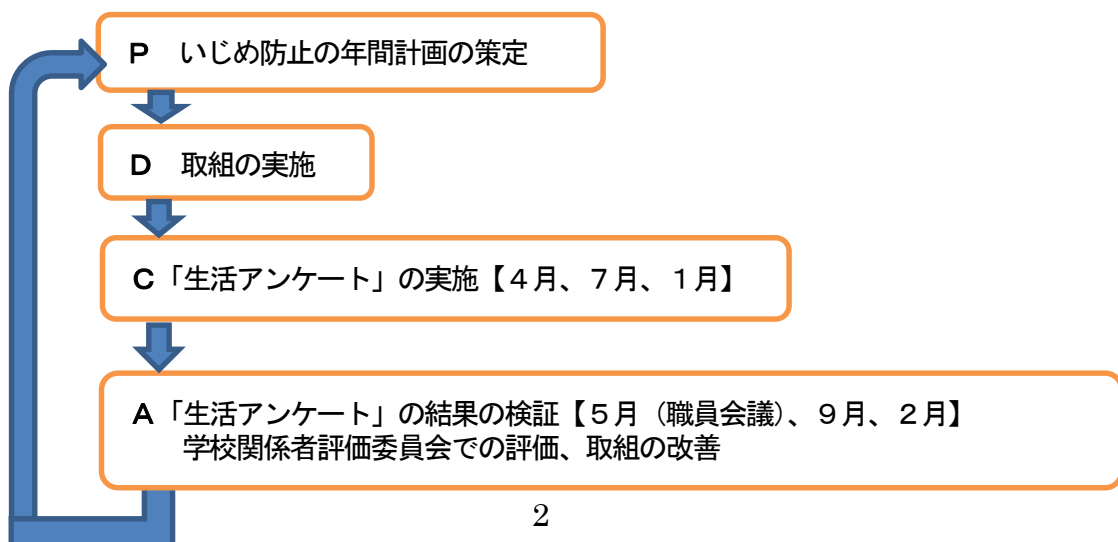 P いじめ防止の年間計画の策定
D 取組の実施
C「生活アンケート」の実施【４月、７月、１月】
A「生活アンケート」の結果の検証【５月（職員会議）、９月、２月】
学校関係者評価委員会での評価、取組の改善
2